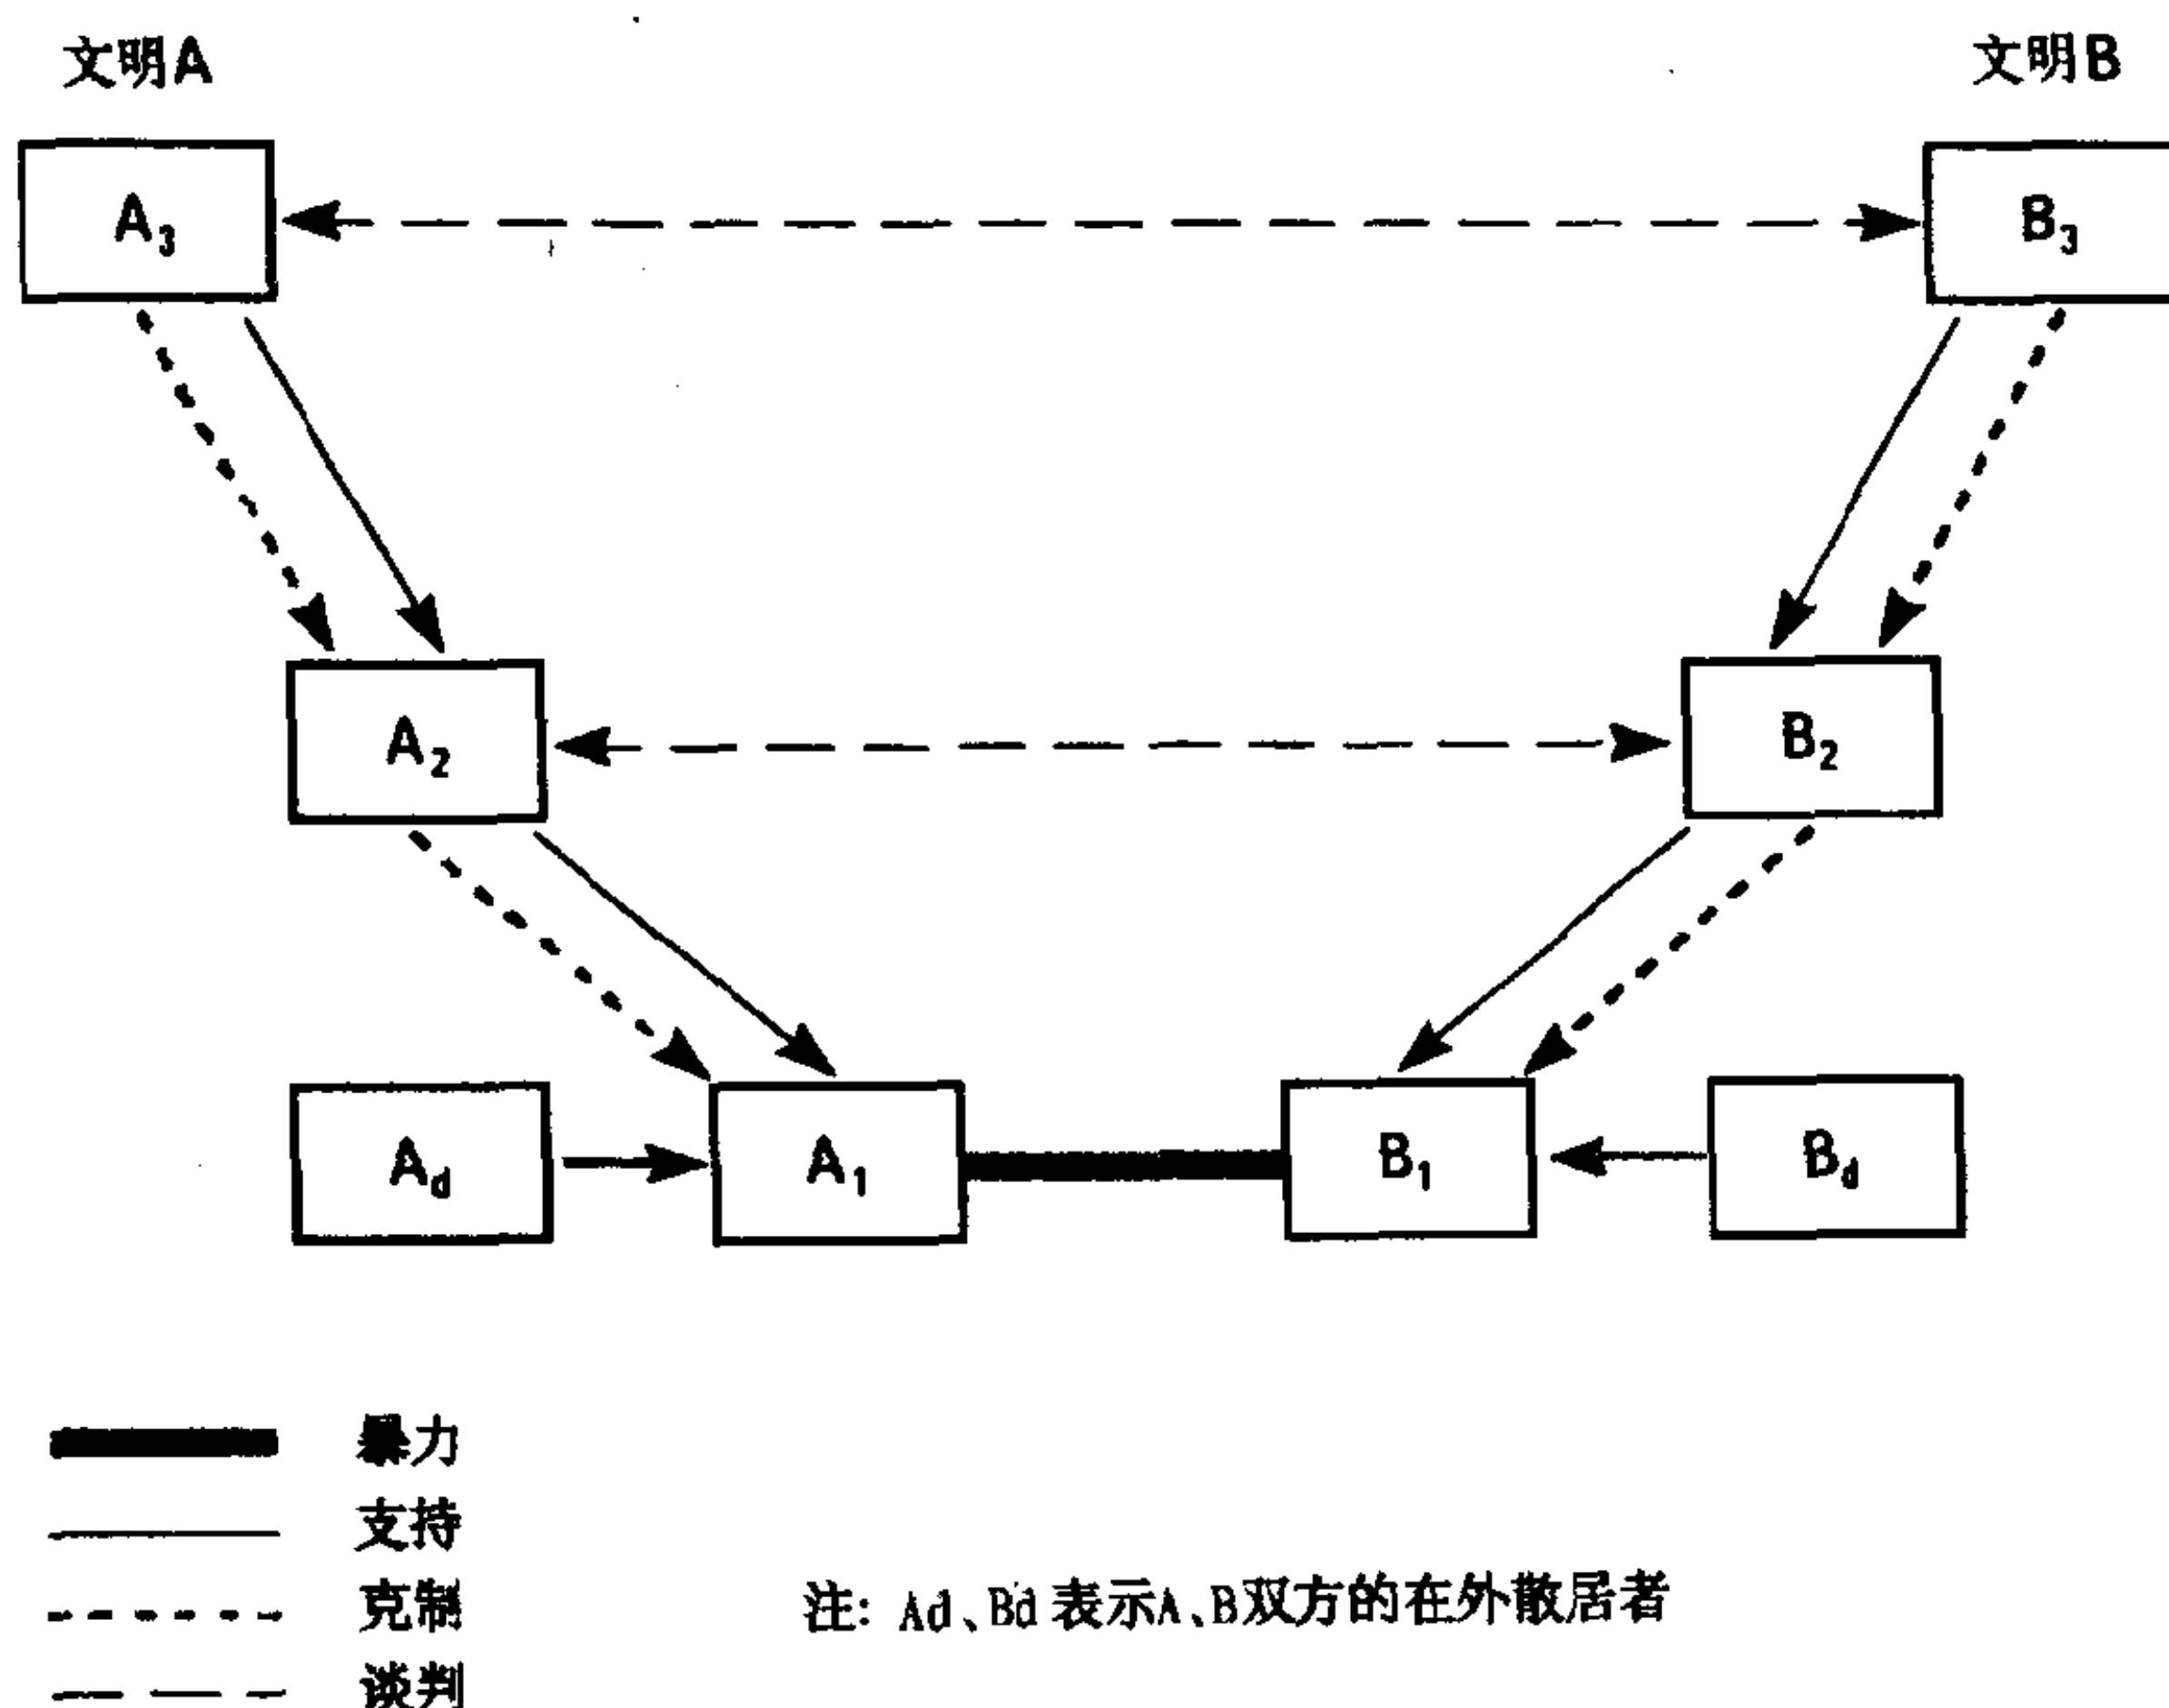 文明A 文明B
A3 B3
A2 B2
Ad A1 B1 Bd
暴力
支持
克制
注: Ad、Bd 表示A、B双方的在外散居者
谈判